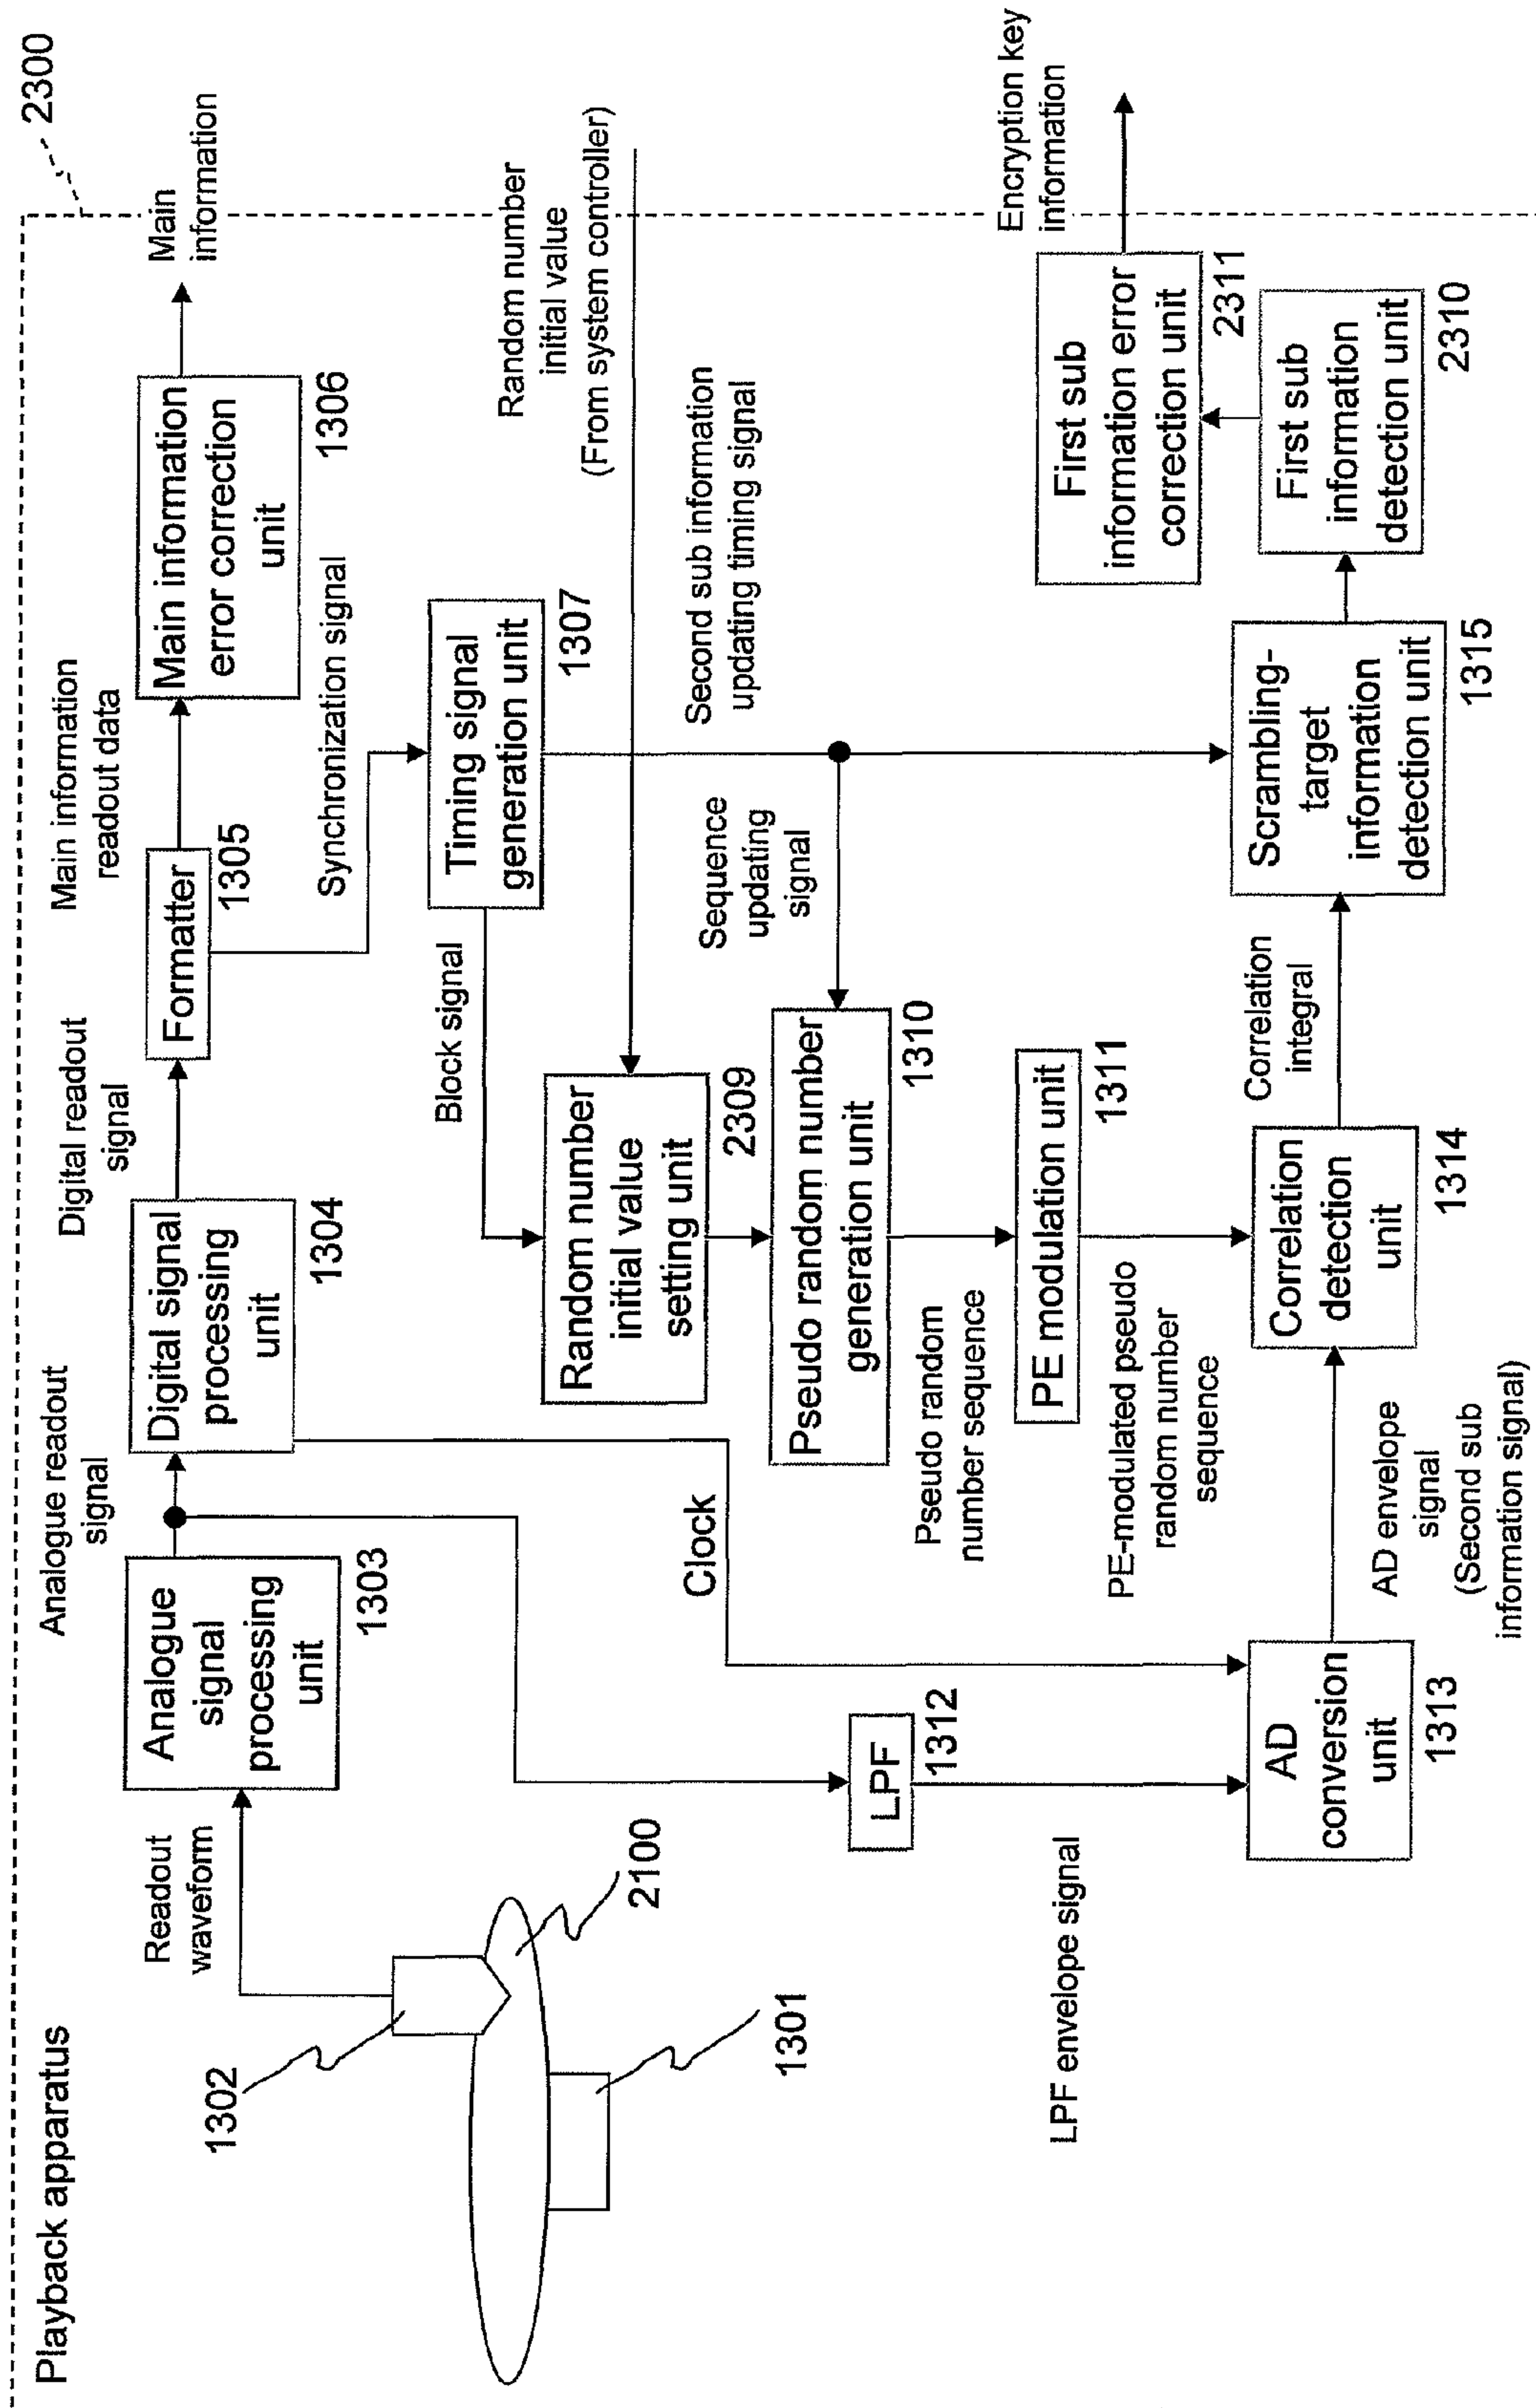 Playback apparatus
2300
Readout
waveform
1302
2100
1301
Analogue
signal
processing
unit
1303
Analogue readout
signal
Digital signal
processing
unit
1304
Digital readout
signal
Formatter
1305
Main information
readout data
Main information
error correction
unit
1306
Main
information
Synchronization signal
Timing signal
generation unit
1307
Block signal
Random number
initial value
(From system controller)
Random number
initial value
setting unit
2309
Second sub information
updating timing signal
Sequence
updating
signal
Pseudo random number
generation unit
1310
Clock
Pseudo random
number sequence
PE modulation unit
1311
PE-modulated pseudo
random number
sequence
LPF
1312
LPF envelope signal
AD
conversion
unit
1313
AD envelope
signal
(Second sub
information signal)
Correlation
detection
unit
1314
Correlation
integral
Scrambling-
target
information
detection unit
1315
First sub
information
detection unit
2310
First sub
information error
correction unit
2311
Encryption key
information